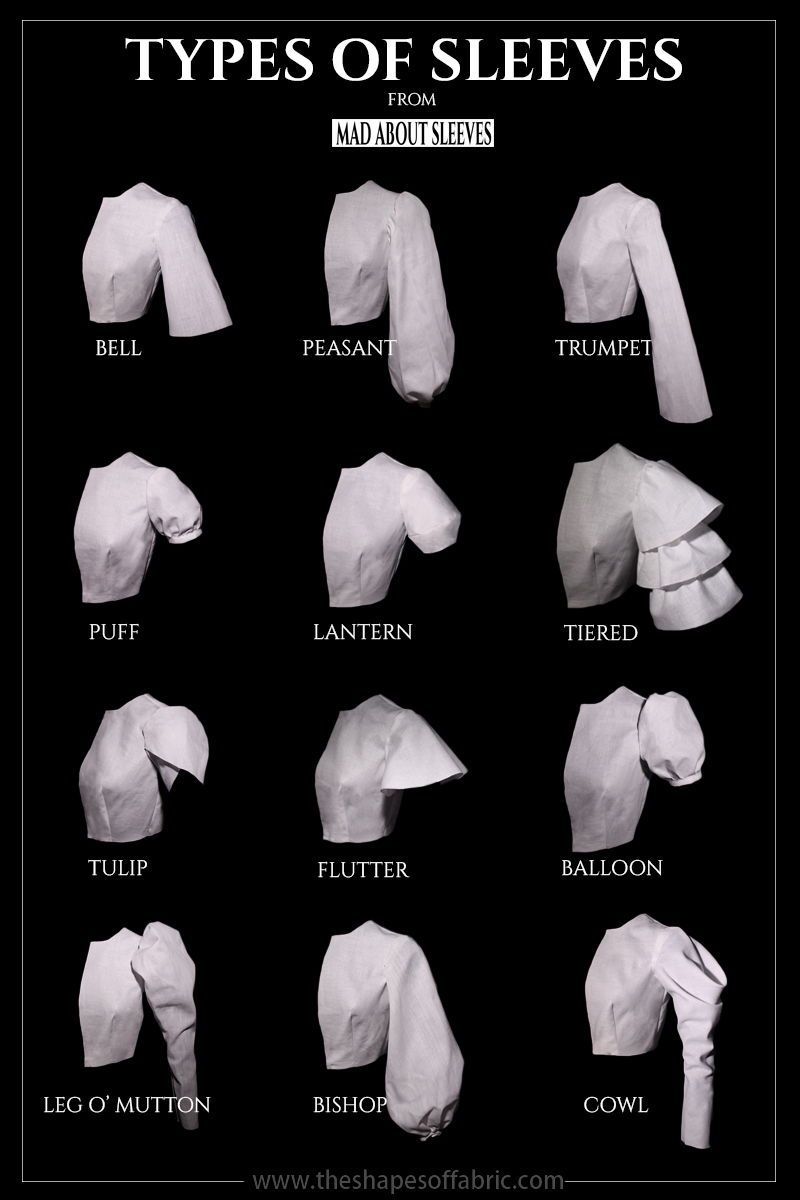 TYPES OF SLEEVES
FROM
MAD ABOUT SLEEVES
BELL
PEASANT
TRUMPET
PUFF
LANTERN
TIERED
TULIP
FLUTTER
BALLOON
LEG O’ MUTTON
BISHOP
COWL
www.theshapesoffabric.com